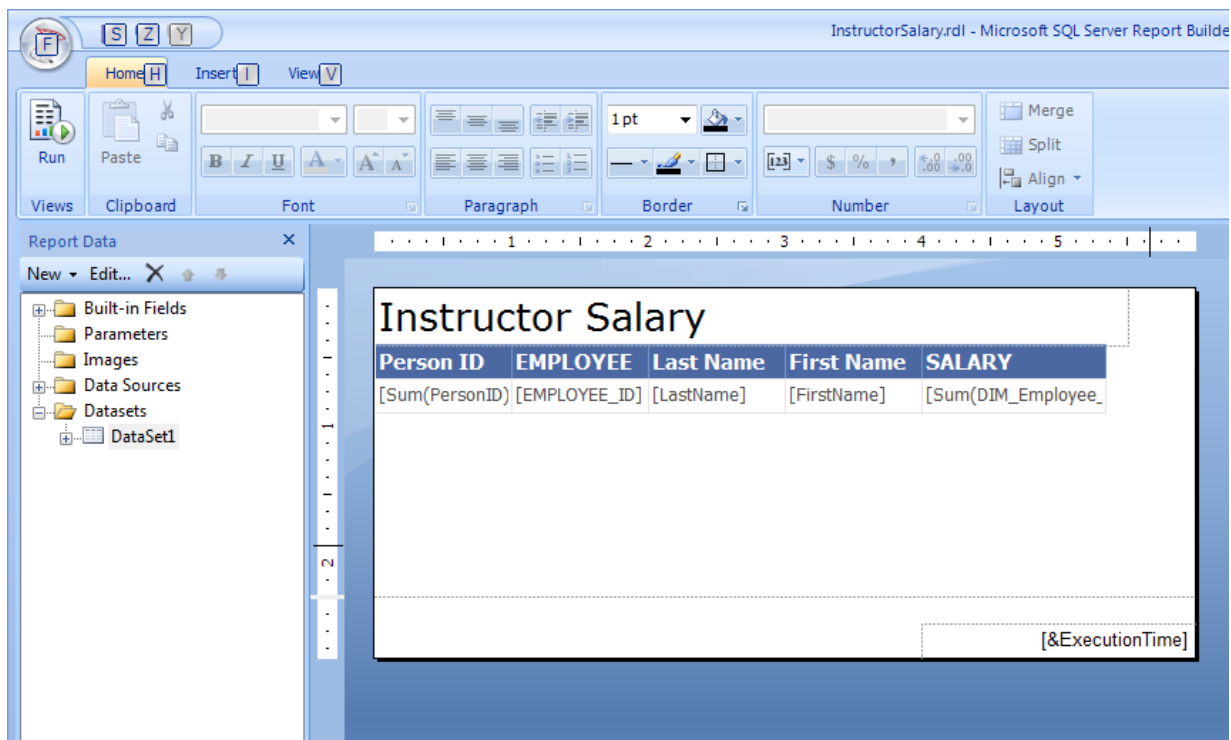 S Z Y
InstructorSalary.rdl - Microsoft SQL Server Report Builde
F
Home H Insert I View V
Run
Paste
1 pt
Merge
Split
Align
B I U A A A
123 $ % , .00 .00
Views Clipboard Font Paragraph Border Number Layout
Report Data
New Edit...
1 2 3 4 5
Built-in Fields
Parameters
Images
Data Sources
Datasets
DataSet1
1
2
Instructor Salary
Person ID EMPLOYEE Last Name First Name SALARY
[Sum(PersonID) [EMPLOYEE_ID] [LastName] [FirstName] [Sum(DIM_Employee_
[&ExecutionTime]